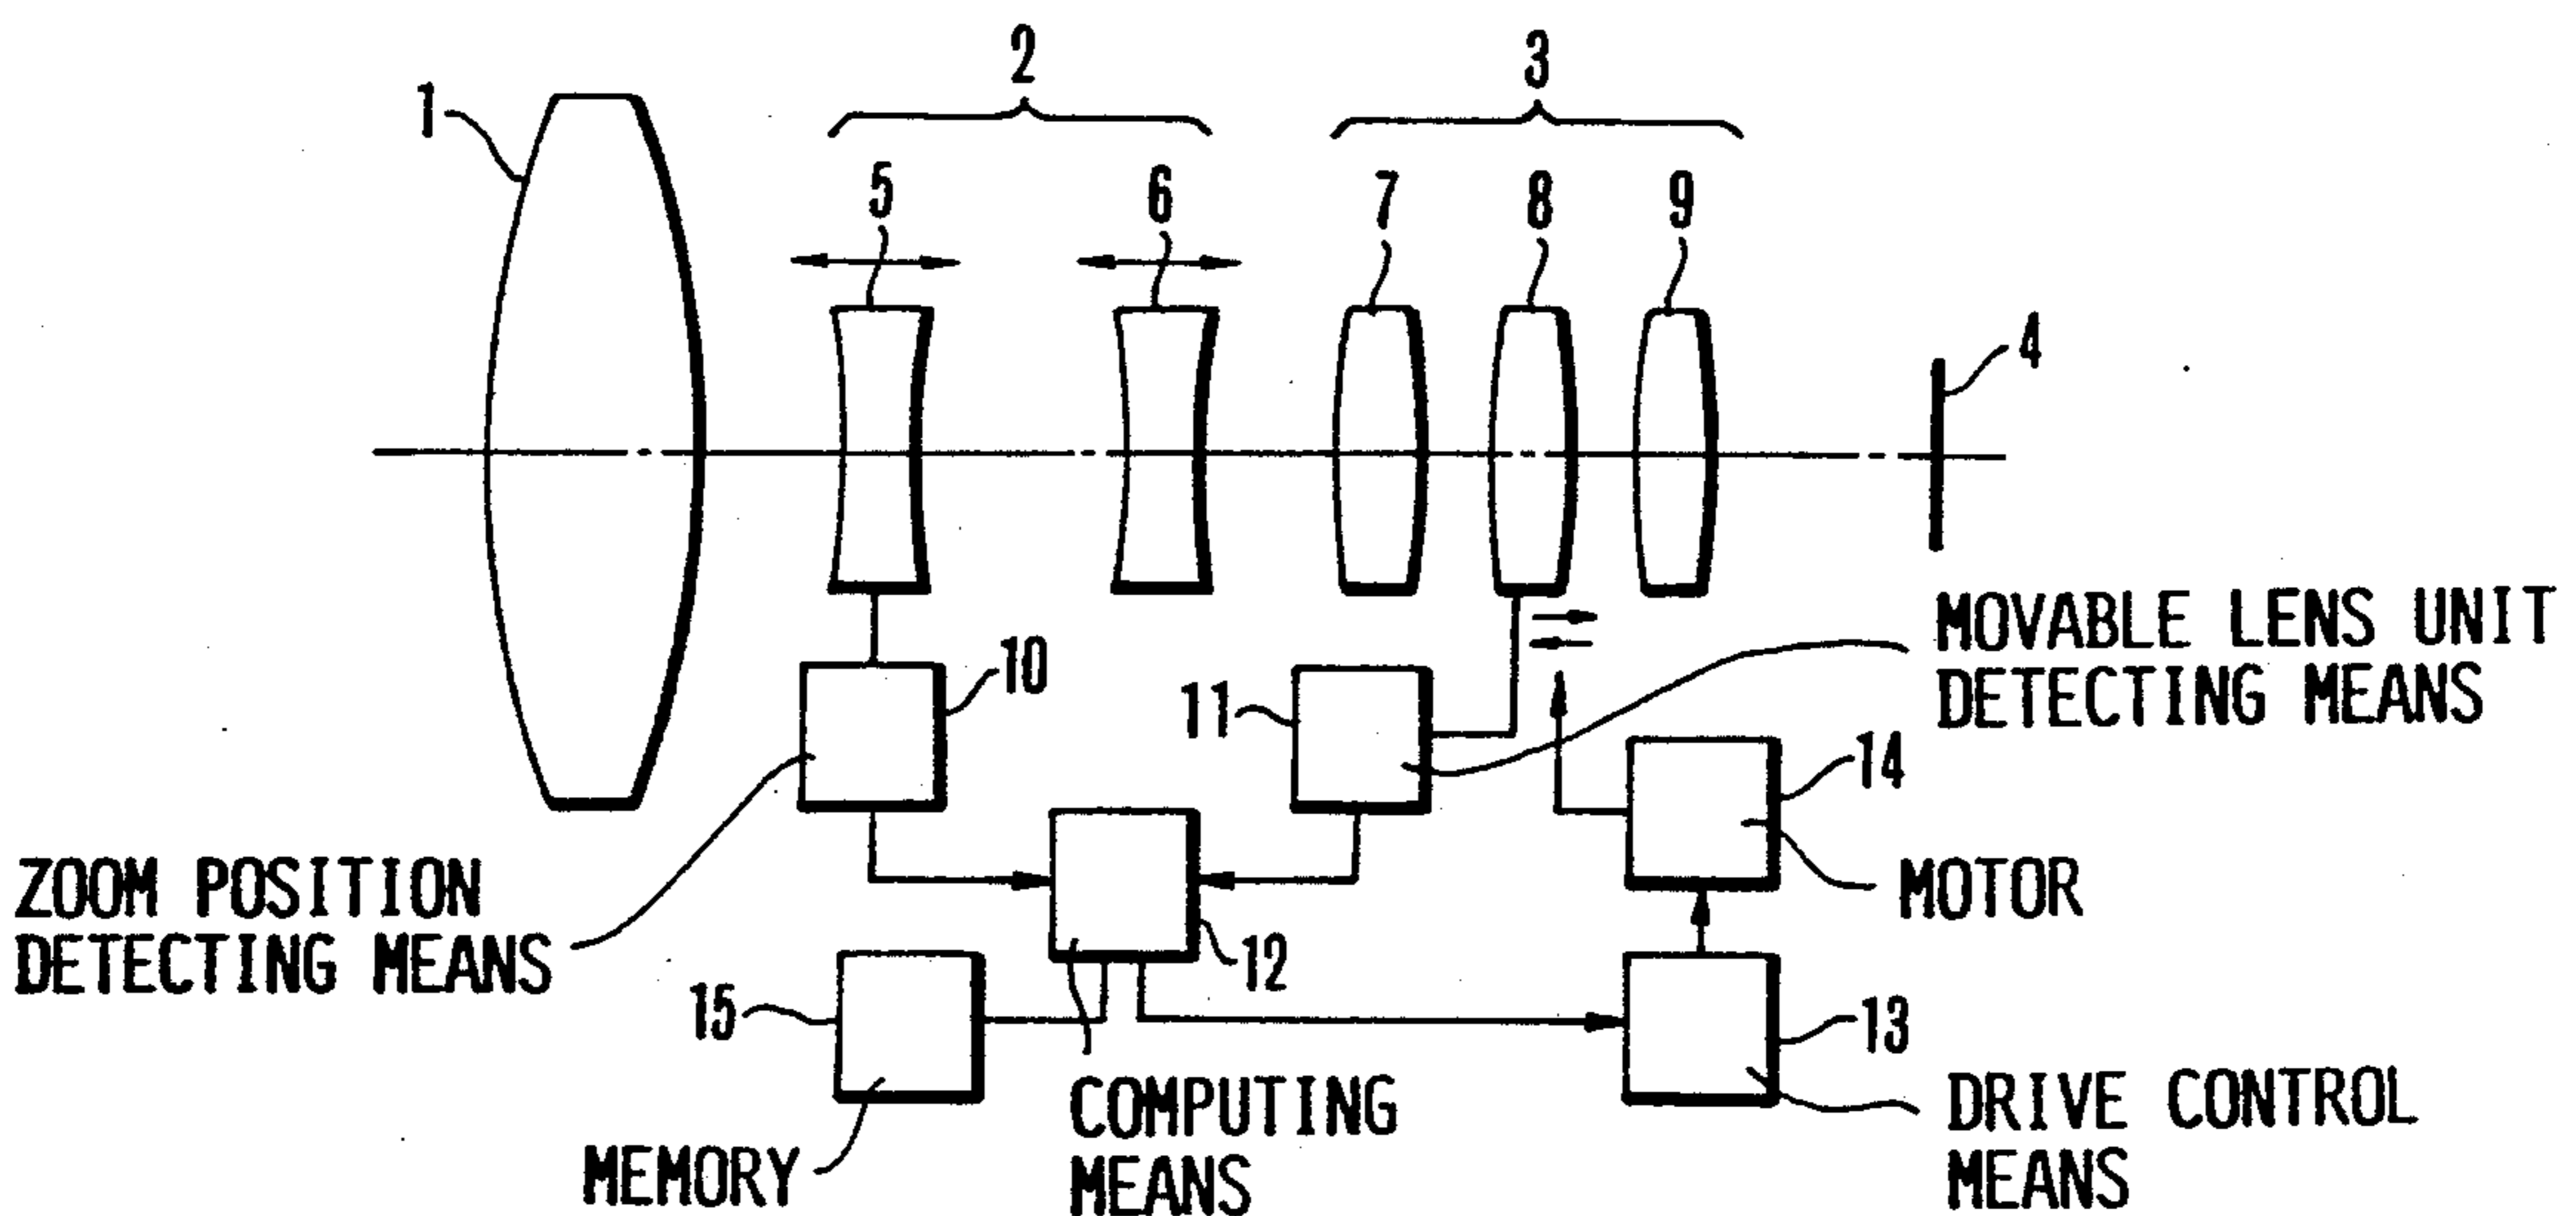 2
3
1
5
6
7
8
9
4
MOVABLE LENS UNIT
DETECTING MEANS
10
11
14
ZOOM POSITION
DETECTING MEANS
MOTOR
12
15
13
COMPUTING
MEANS
DRIVE CONTROL
MEANS
MEMORY